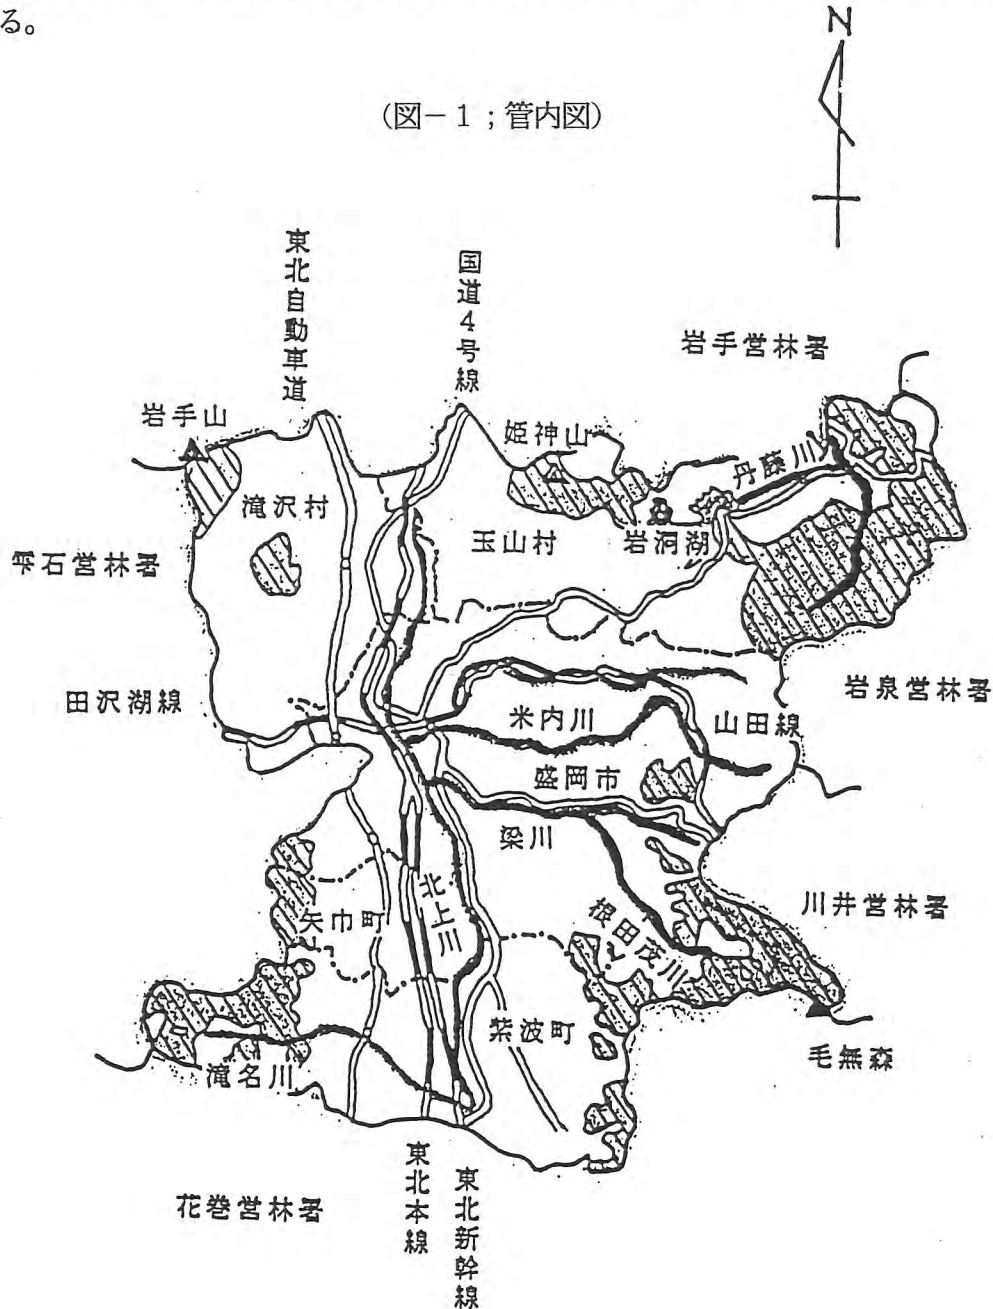 る。
N
(図－1；管内図)
東北自動車道
国道4号線
岩手営林署
岩手山
姫神山
丹藤川
滝沢村
玉山村
岩洞湖
雫石営林署
田沢湖線
岩泉営林署
米内川
山田線
盛岡市
梁川
川井営林署
北上川
矢巾町
根田茂川
紫波町
毛無森
滝名川
東北本線
東北新幹線
花巻営林署